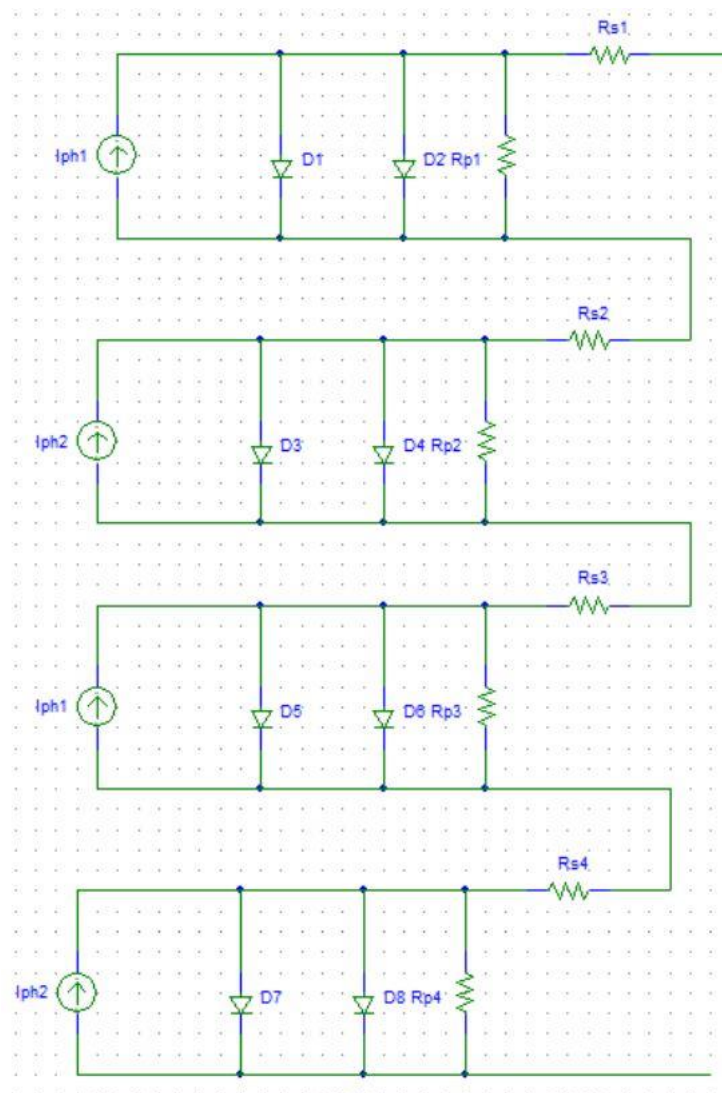 Rs1
Iph1
D1
D2 Rp1
Rs2
Iph2
D3
D4 Rp2
Rs3
Iph1
D5
D6 Rp3
Rs4
Iph2
D7
D8 Rp4